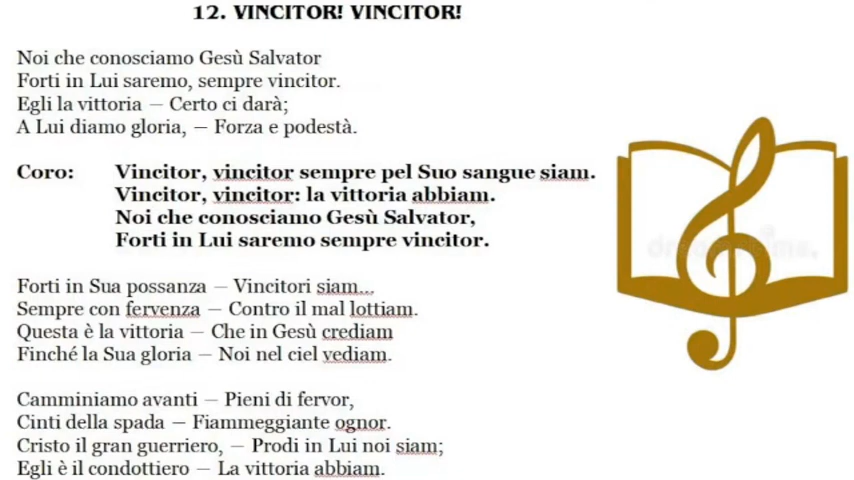 12. VINCITOR! VINCITOR!
Noi che conosciamo Gesù Salvator
Forti in Lui saremo, sempre vincitor.
Egli la vittoria — Certo ci darà;
A Lui diamo gloria, — Forza e podestà.
Coro: Vincitor, vincitor sempre pel Suo sangue siam.
Vincitor, vincitor: la vittoria abbiam.
Noi che conosciamo Gesù Salvator,
Forti in Lui saremo sempre vincitor.
Forti in Sua possanza — Vincitori siam...
Sempre con fervenza — Contro il mal lottiam.
Questa è la vittoria — Che in Gesù crediam
Finché la Sua gloria — Noi nel ciel vediam.
Camminiamo avanti — Pieni di fervor,
Cinti della spada — Fiammeggiante ognor.
Cristo il gran guerriero, — Prodi in Lui noi siam;
Egli è il condottiero — La vittoria abbiam.